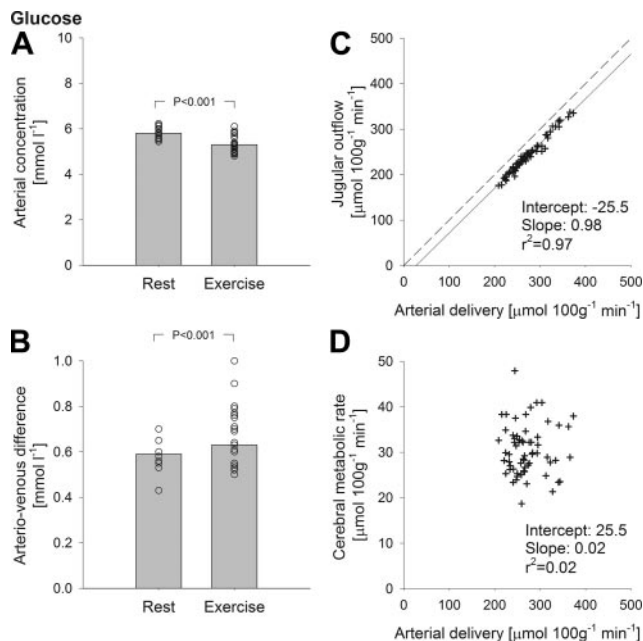 Glucose
A
Arterial concentration
[mmol l⁻¹]
10
8
6
4
2
0
P<0.001
Rest
Exercise
C
Jugular outflow
[μmol 100g⁻¹ min⁻¹]
500
400
300
200
100
0
Intercept: -25.5
Slope: 0.98
r²=0.97
0 100 200 300 400 500
Arterial delivery [μmol 100g⁻¹ min⁻¹]
B
Arterio-venous difference
[mmol l⁻¹]
1.0
0.8
0.6
0.4
0.2
0.0
P<0.001
Rest
Exercise
D
Cerebral metabolic rate
[μmol 100g⁻¹ min⁻¹]
50
40
30
20
10
0
Intercept: 25.5
Slope: 0.02
r²=0.02
0 100 200 300 400 500
Arterial delivery [μmol 100g⁻¹ min⁻¹]